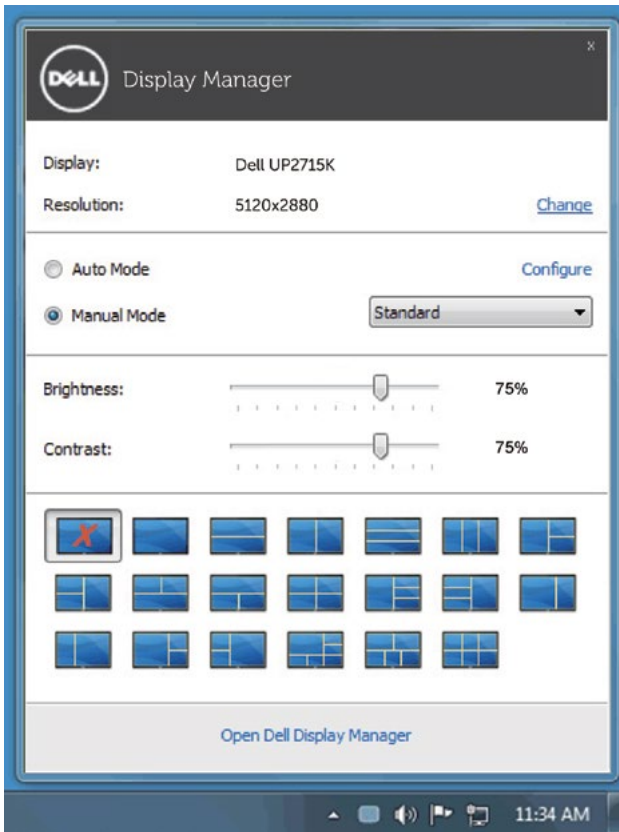 DELL Display Manager x
Display: Dell UP2715K
Resolution: 5120x2880 Change
Auto Mode Configure
Manual Mode Standard
Brightness: 75%
Contrast: 75%
X
Open Dell Display Manager
11:34 AM